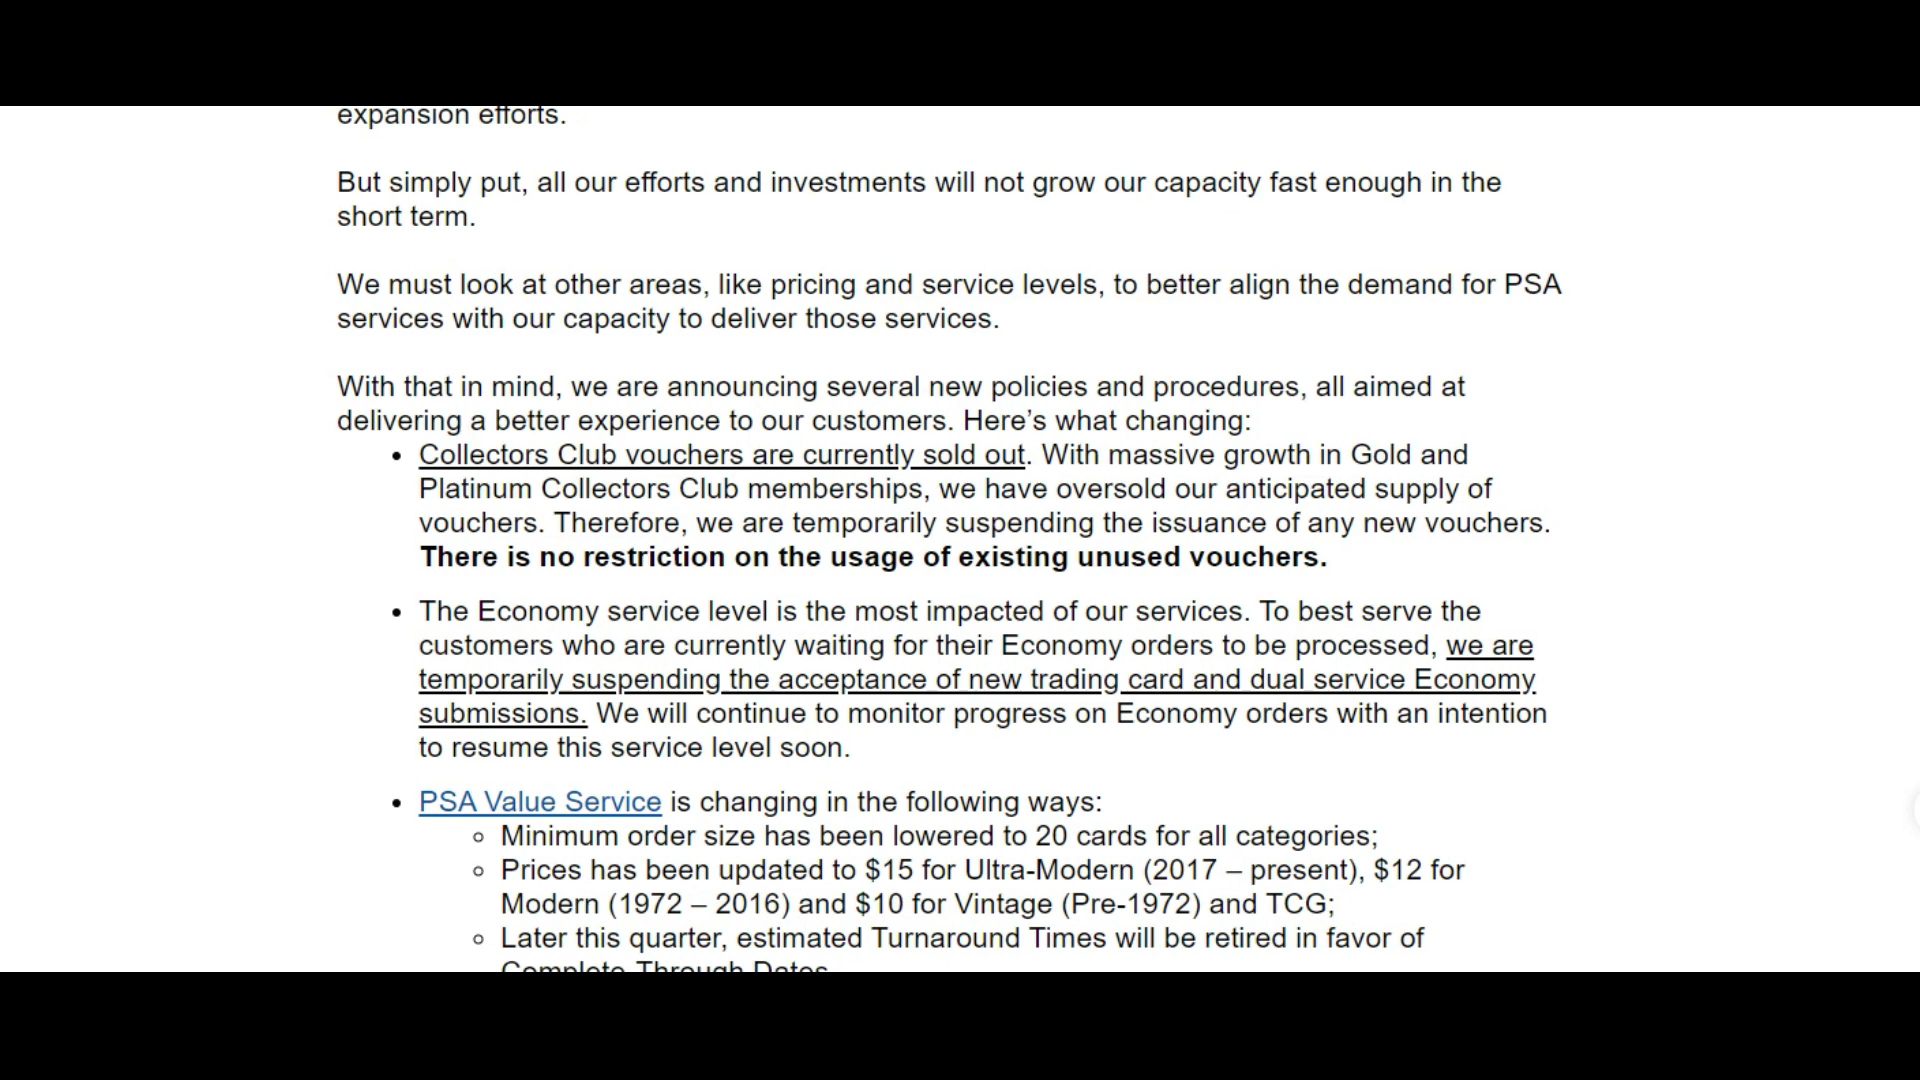 expansion efforts.
But simply put, all our efforts and investments will not grow our capacity fast enough in the
short term.
We must look at other areas, like pricing and service levels, to better align the demand for PSA
services with our capacity to deliver those services.
With that in mind, we are announcing several new policies and procedures, all aimed at
delivering a better experience to our customers. Here’s what changing:
• Collectors Club vouchers are currently sold out. With massive growth in Gold and
Platinum Collectors Club memberships, we have oversold our anticipated supply of
vouchers. Therefore, we are temporarily suspending the issuance of any new vouchers.
There is no restriction on the usage of existing unused vouchers.
• The Economy service level is the most impacted of our services. To best serve the
customers who are currently waiting for their Economy orders to be processed, we are
temporarily suspending the acceptance of new trading card and dual service Economy
submissions. We will continue to monitor progress on Economy orders with an intention
to resume this service level soon.
• PSA Value Service is changing in the following ways:
◦ Minimum order size has been lowered to 20 cards for all categories;
◦ Prices has been updated to $15 for Ultra-Modern (2017 – present), $12 for
Modern (1972 – 2016) and $10 for Vintage (Pre-1972) and TCG;
◦ Later this quarter, estimated Turnaround Times will be retired in favor of
Complete-Through Dates